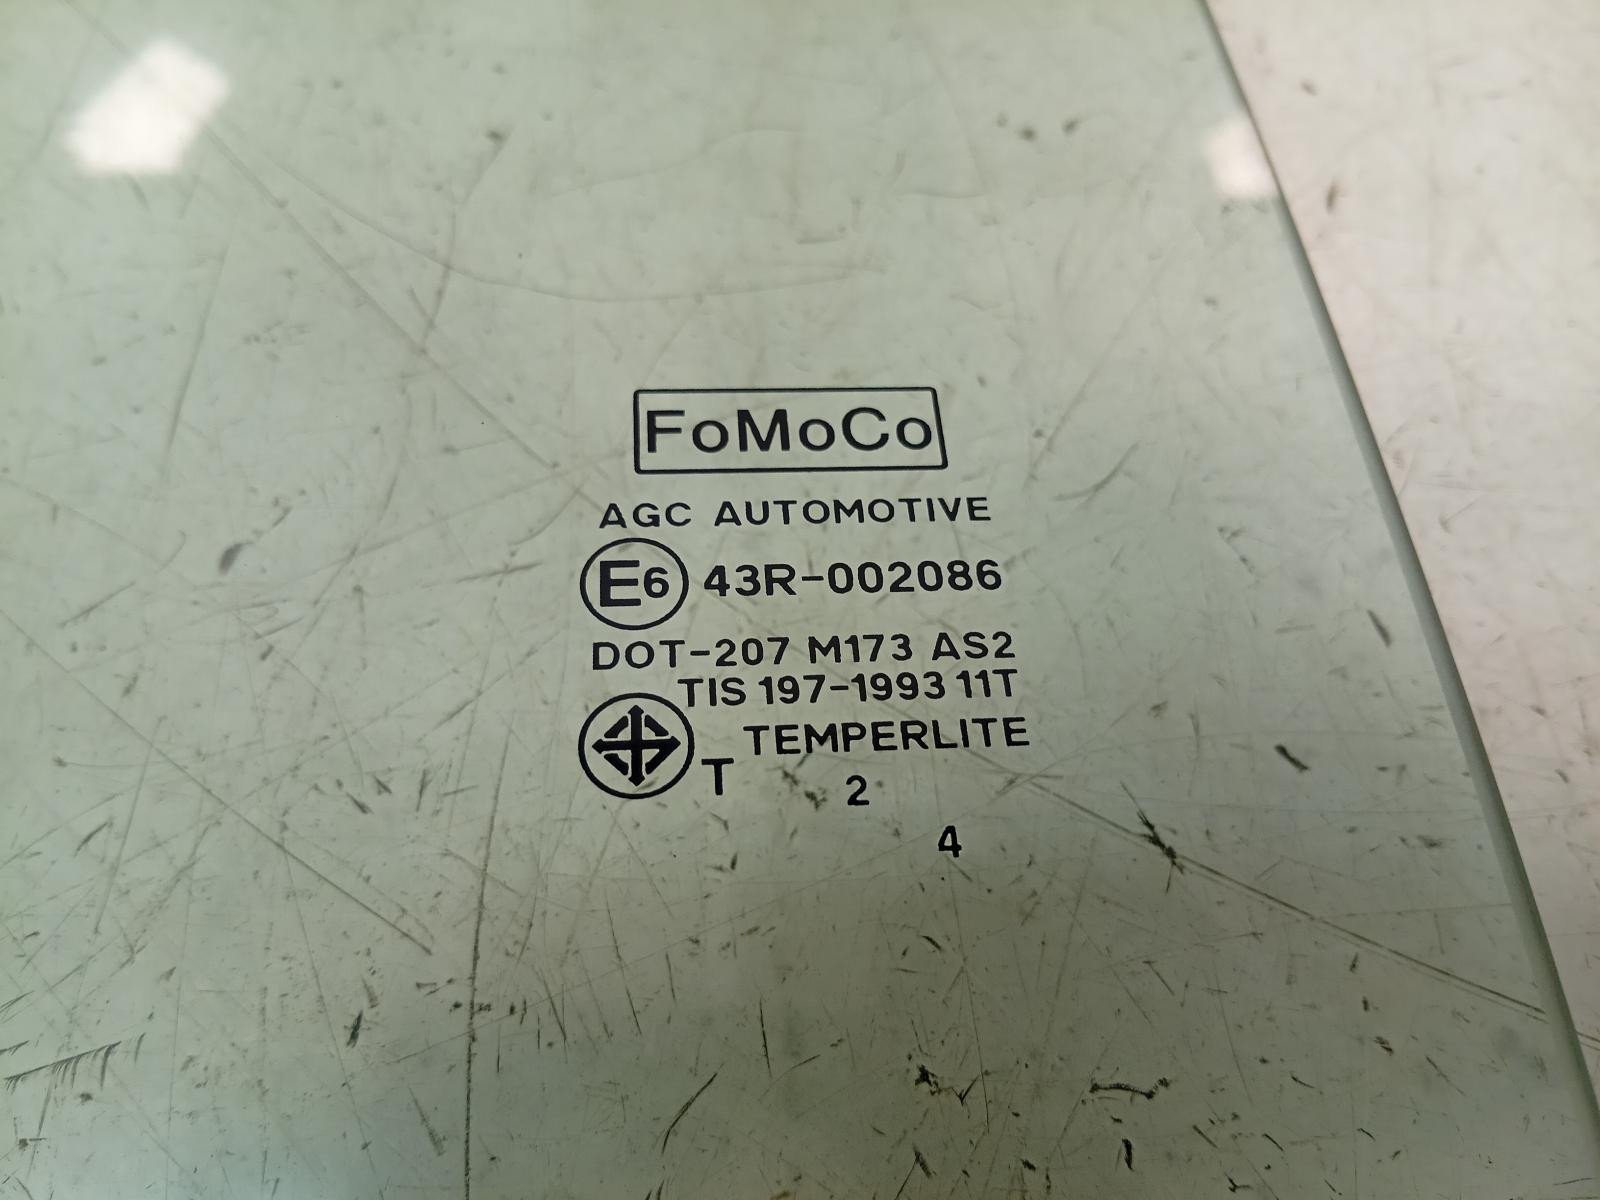 FoMoCo
AGC AUTOMOTIVE
E6 43R-002086
DOT-207 M173 AS2
TIS 197-1993 11T
TEMPERLITE
T
2
4